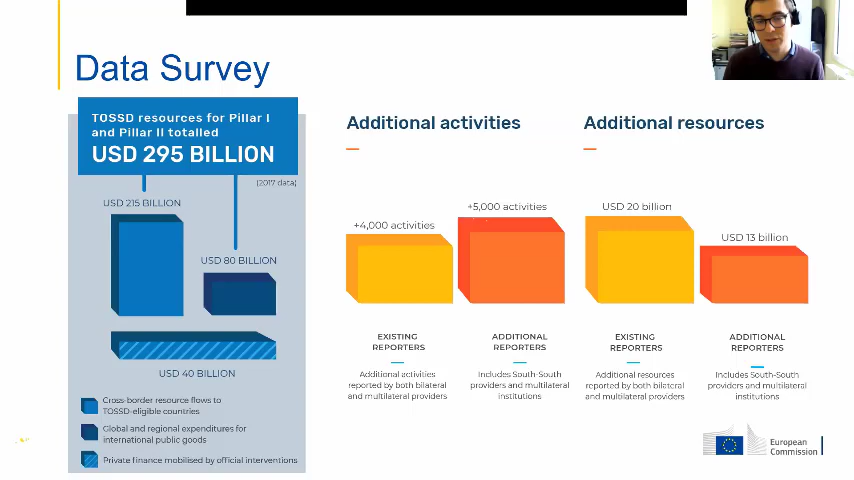 Data Survey
TOSSD resources for Pillar I
and Pillar II totalled
USD 295 BILLION
(2017 data)
USD 215 BILLION
USD 80 BILLION
USD 40 BILLION
Cross-border resource flows to
TOSSD-eligible countries
Global and regional expenditures for
international public goods
Private finance mobilised by official interventions
Additional activities
+4,000 activities
+5,000 activities
EXISTING
REPORTERS
Additional activities
reported by both bilateral
and multilateral providers
ADDITIONAL
REPORTERS
Includes South-South
providers and multilateral
institutions
Additional resources
USD 20 billion
USD 13 billion
EXISTING
REPORTERS
Additional resources
reported by both bilateral
and multilateral providers
ADDITIONAL
REPORTERS
Includes South-South
providers and multilateral
institutions
European
Commission